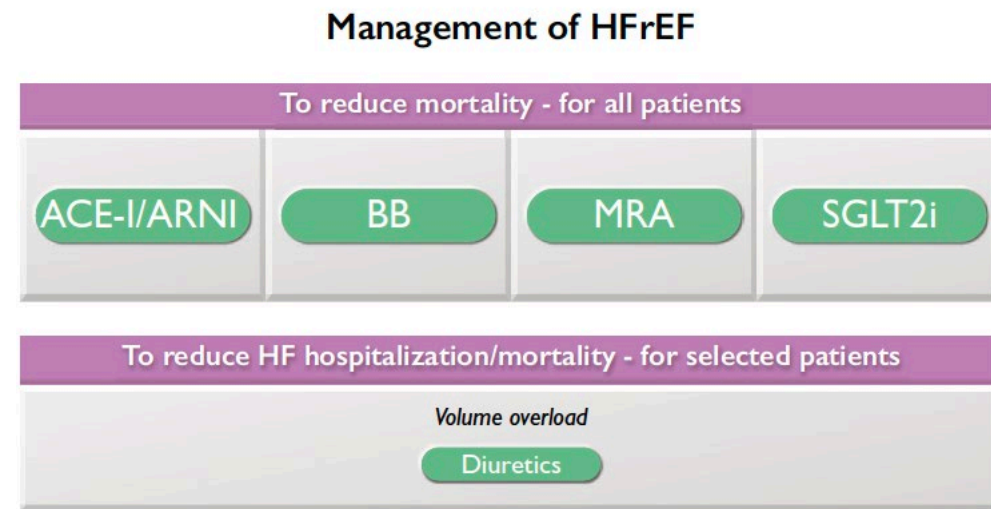 Management of HFrEF
To reduce mortality - for all patients
ACE-I/ARNI BB MRA SGLT2i
To reduce HF hospitalization/mortality - for selected patients
Volume overload
Diuretics